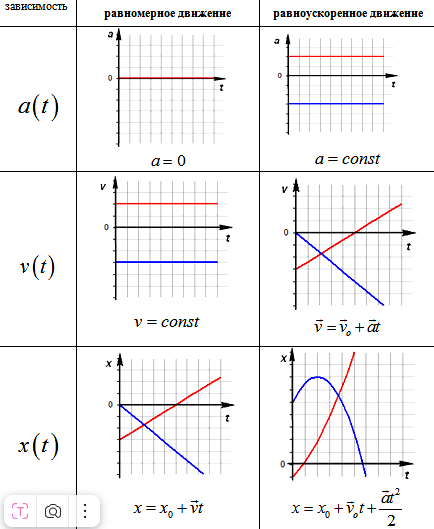 зависимость
равномерное движение
равноускоренное движение
a(t)
a
0
t
a = 0
a
0
t
a = const
v(t)
v
0
t
v = const
v
0
t
v⃗ = v⃗₀ + a⃗t
x(t)
x
0
t
x = x₀ + v⃗t
x
0
t
x = x₀ + v⃗₀t + a⃗t²/2
T